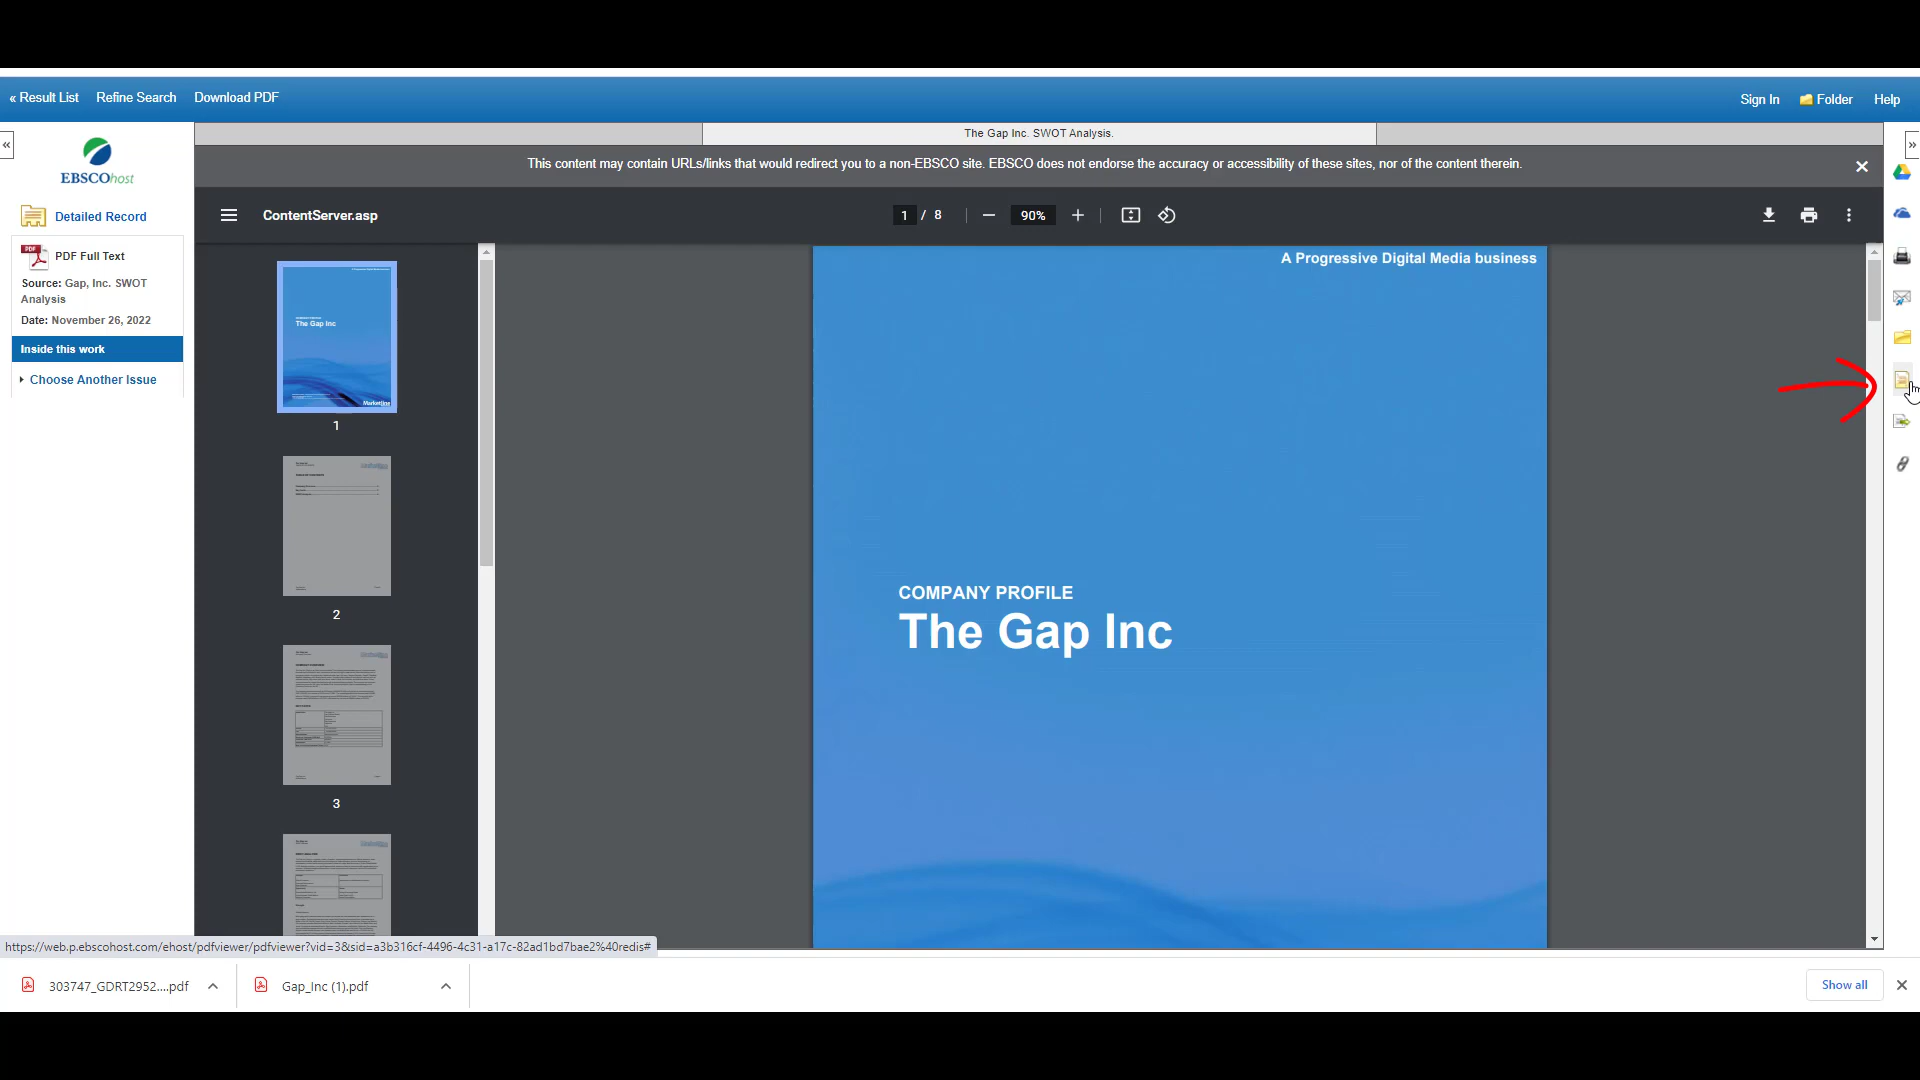 « Result List Refine Search Download PDF
Sign In Folder Help
«
»
EBSCOhost
The Gap Inc. SWOT Analysis.
This content may contain URLs/links that would redirect you to a non-EBSCO site. EBSCO does not endorse the accuracy or accessibility of these sites, nor of the content therein.
Detailed Record
PDF
PDF Full Text
Source: Gap, Inc. SWOT
Analysis
Date: November 26, 2022
Inside this work
Choose Another Issue
ContentServer.asp
1 / 8
90%
The Gap Inc
MarketLine
1
2
3
A Progressive Digital Media business
COMPANY PROFILE
The Gap Inc
https://web.p.ebscohost.com/ehost/pdfviewer/pdfviewer?vid=3&sid=a3b316cf-4496-4c31-a17c-82ad1bd7bae2%40redis#
303747_GDRT2952....pdf
Gap_Inc (1).pdf
Show all